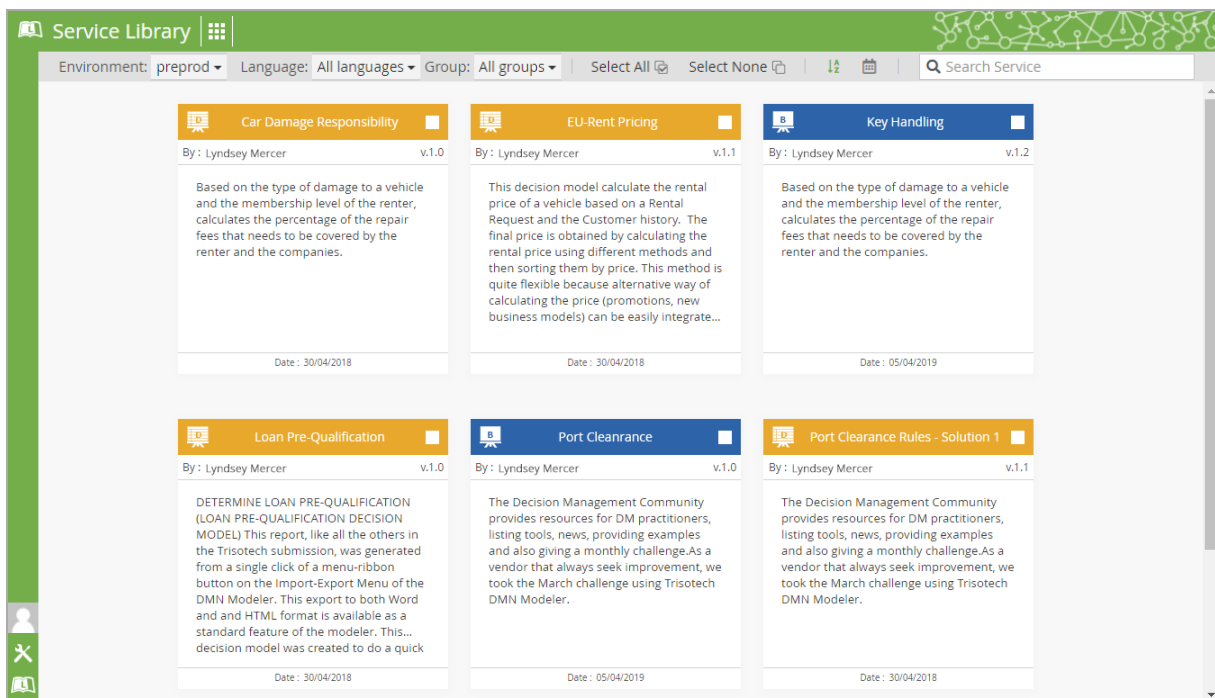 Service Library
Environment: preprod Language: All languages Group: All groups Select All Select None Search Service
D Car Damage Responsibility
By : Lyndsey Mercer v.1.0
Based on the type of damage to a vehicle
and the membership level of the renter,
calculates the percentage of the repair
fees that needs to be covered by the
renter and the companies.
Date : 30/04/2018
D EU-Rent Pricing
By : Lyndsey Mercer v.1.1
This decision model calculate the rental
price of a vehicle based on a Rental
Request and the Customer history. The
final price is obtained by calculating the
rental price using different methods and
then sorting them by price. This method is
quite flexible because alternative way of
calculating the price (promotions, new
business models) can be easily integrate...
Date : 30/04/2018
B Key Handling
By : Lyndsey Mercer v.1.2
Based on the type of damage to a vehicle
and the membership level of the renter,
calculates the percentage of the repair
fees that needs to be covered by the
renter and the companies.
Date : 05/04/2019
D Loan Pre-Qualification
By : Lyndsey Mercer v.1.0
DETERMINE LOAN PRE-QUALIFICATION
(LOAN PRE-QUALIFICATION DECISION
MODEL) This report, like all the others in
the Trisotech submission, was generated
from a single click of a menu-ribbon
button on the Import-Export Menu of the
DMN Modeler. This export to both Word
and and HTML format is available as a
standard feature of the modeler. This...
decision model was created to do a quick
Date : 30/04/2018
B Port Cleanrance
By : Lyndsey Mercer v.1.0
The Decision Management Community
provides resources for DM practitioners,
listing tools, news, providing examples
and also giving a monthly challenge.As a
vendor that always seek improvement, we
took the March challenge using Trisotech
DMN Modeler.
Date : 05/04/2019
D Port Clearance Rules - Solution 1
By : Lyndsey Mercer v.1.1
The Decision Management Community
provides resources for DM practitioners,
listing tools, news, providing examples
and also giving a monthly challenge.As a
vendor that always seek improvement, we
took the March challenge using Trisotech
DMN Modeler.
Date : 30/04/2018